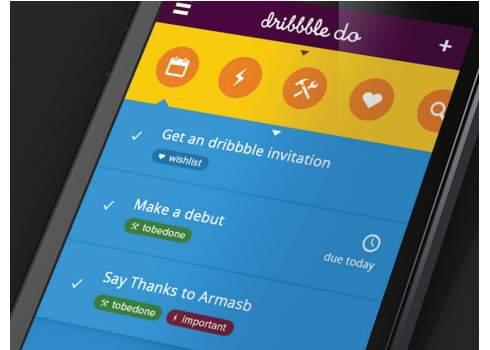 dribbble do
Get an dribbble invitation
wishlist
Make a debut
tobedone
due today
Say Thanks to Armasb
tobedone
important